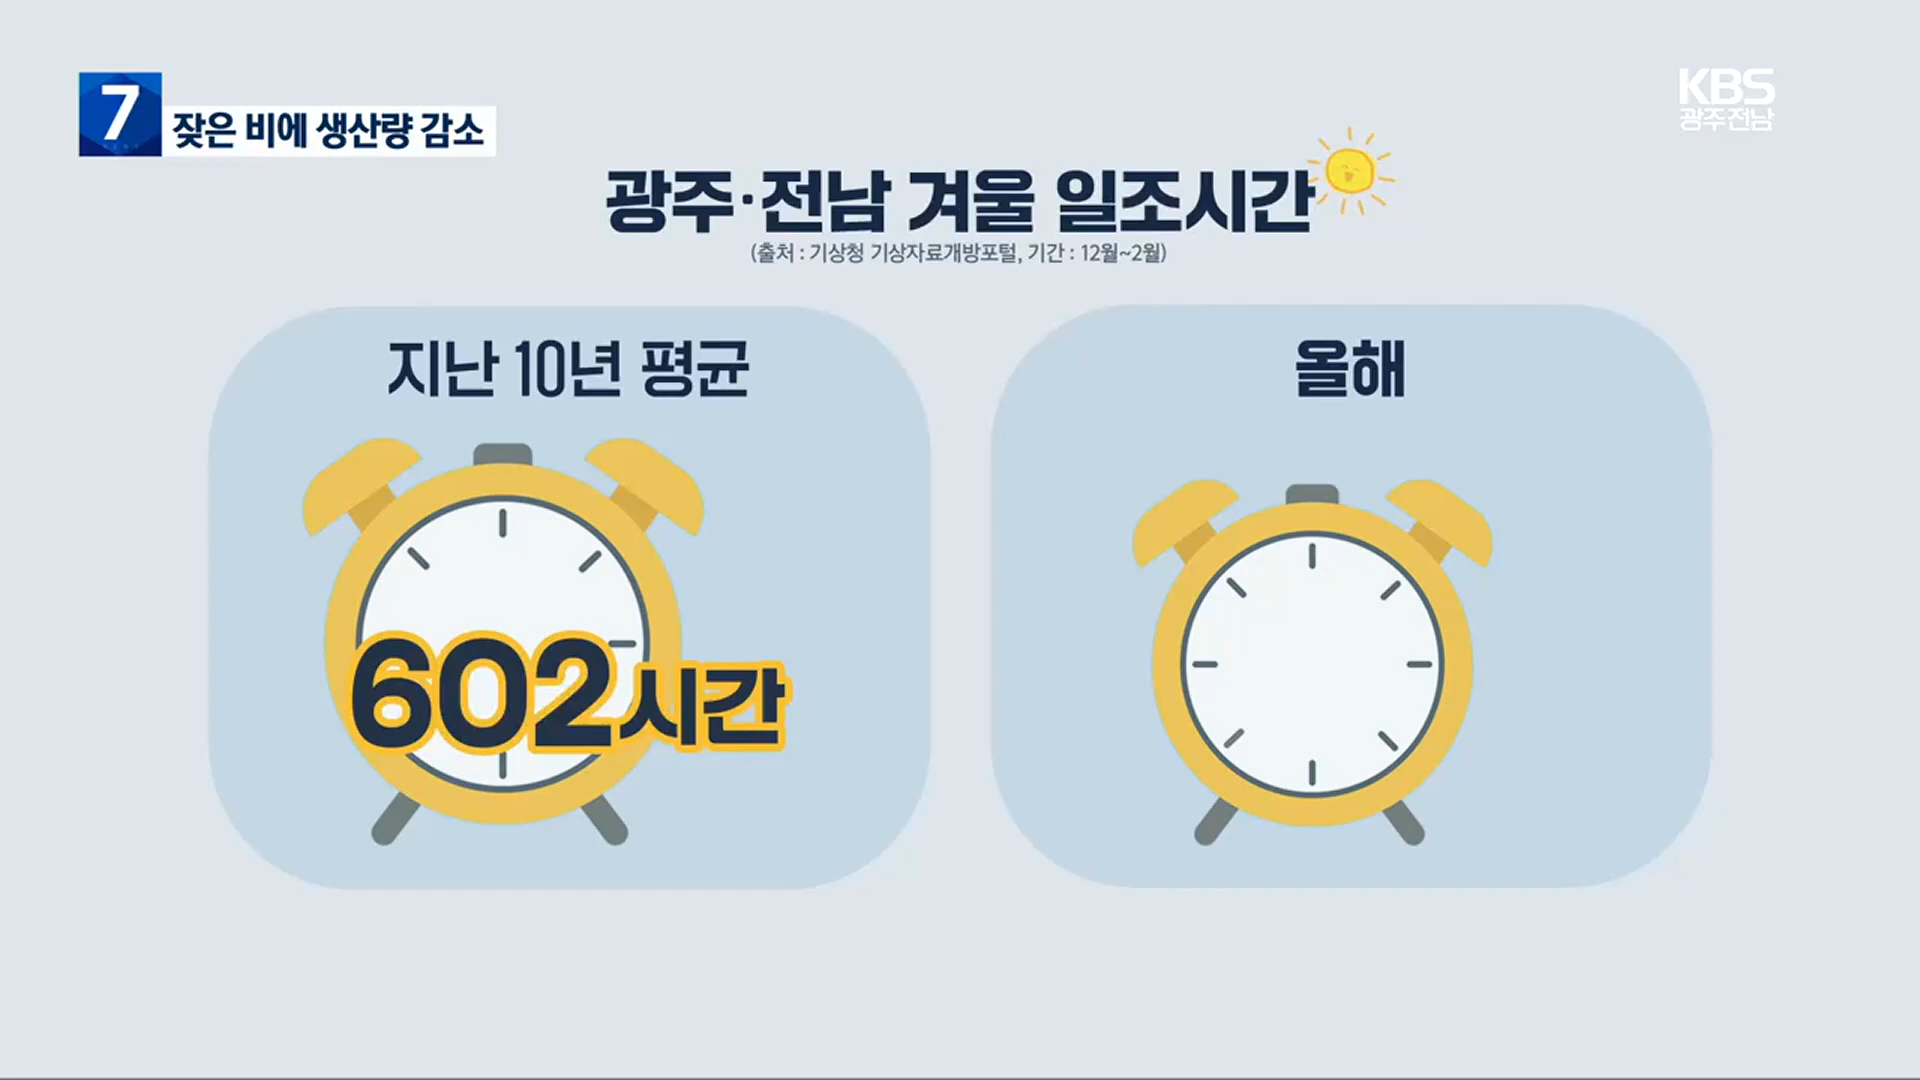 7 잦은 비에 생산량 감소
KBS
광주전남
광주·전남 겨울 일조시간
(출처 : 기상청 기상자료개방포털, 기간 : 12월~2월)
지난 10년 평균
602시간
올해